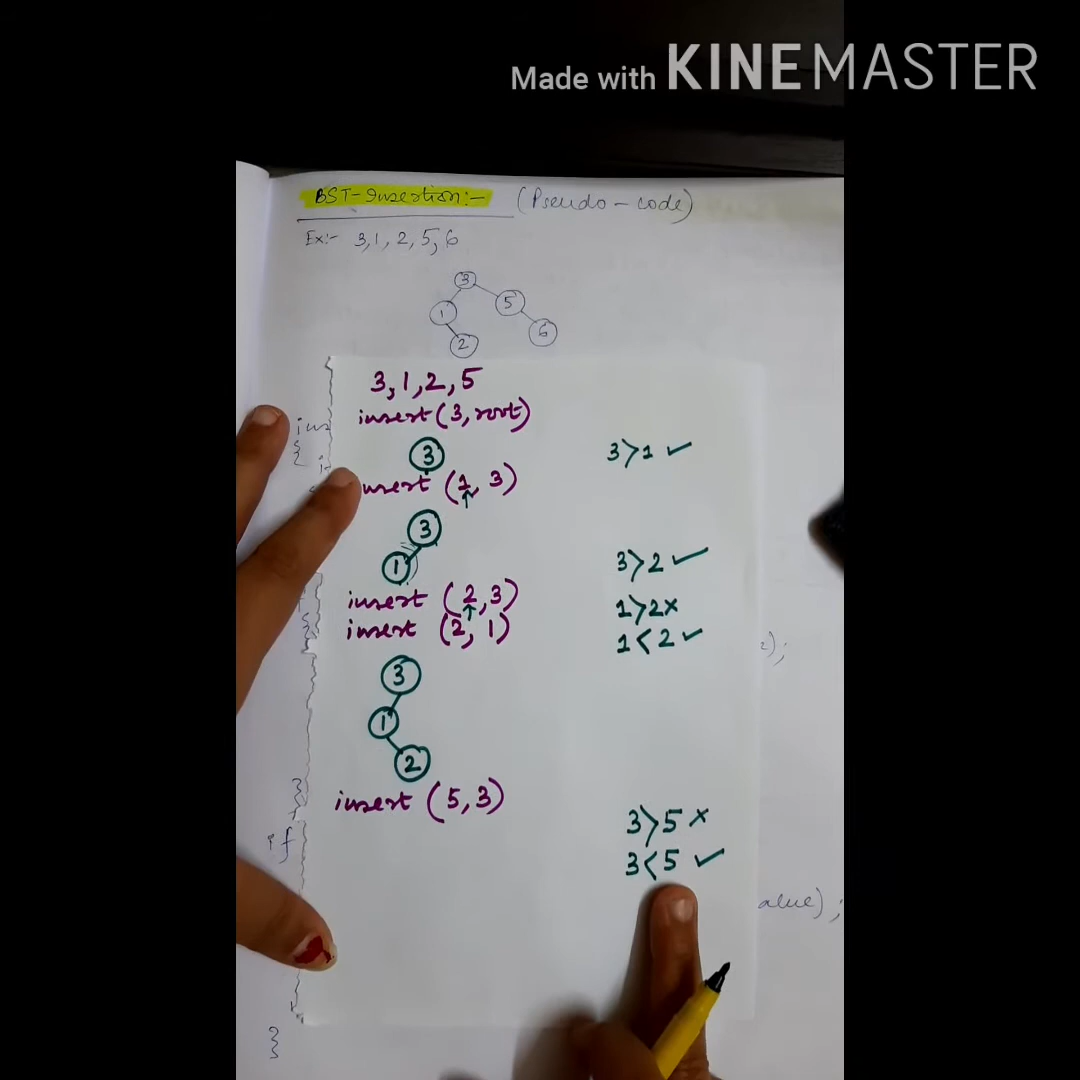 Made with KINEMASTER
BST-Insertion:- (Pseudo-code)
Ex:- 3,1,2,5,6
3
5
1
6
2
3,1,2,5
insert(3,root)
3
3>1 ✓
insert (1, 3)
3
1
3>2 ✓
insert (2,3)
1>2 x
insert (2, 1)
1<2 ✓
3
1
2
insert (5,3)
3>5 x
3<5 ✓
if
}